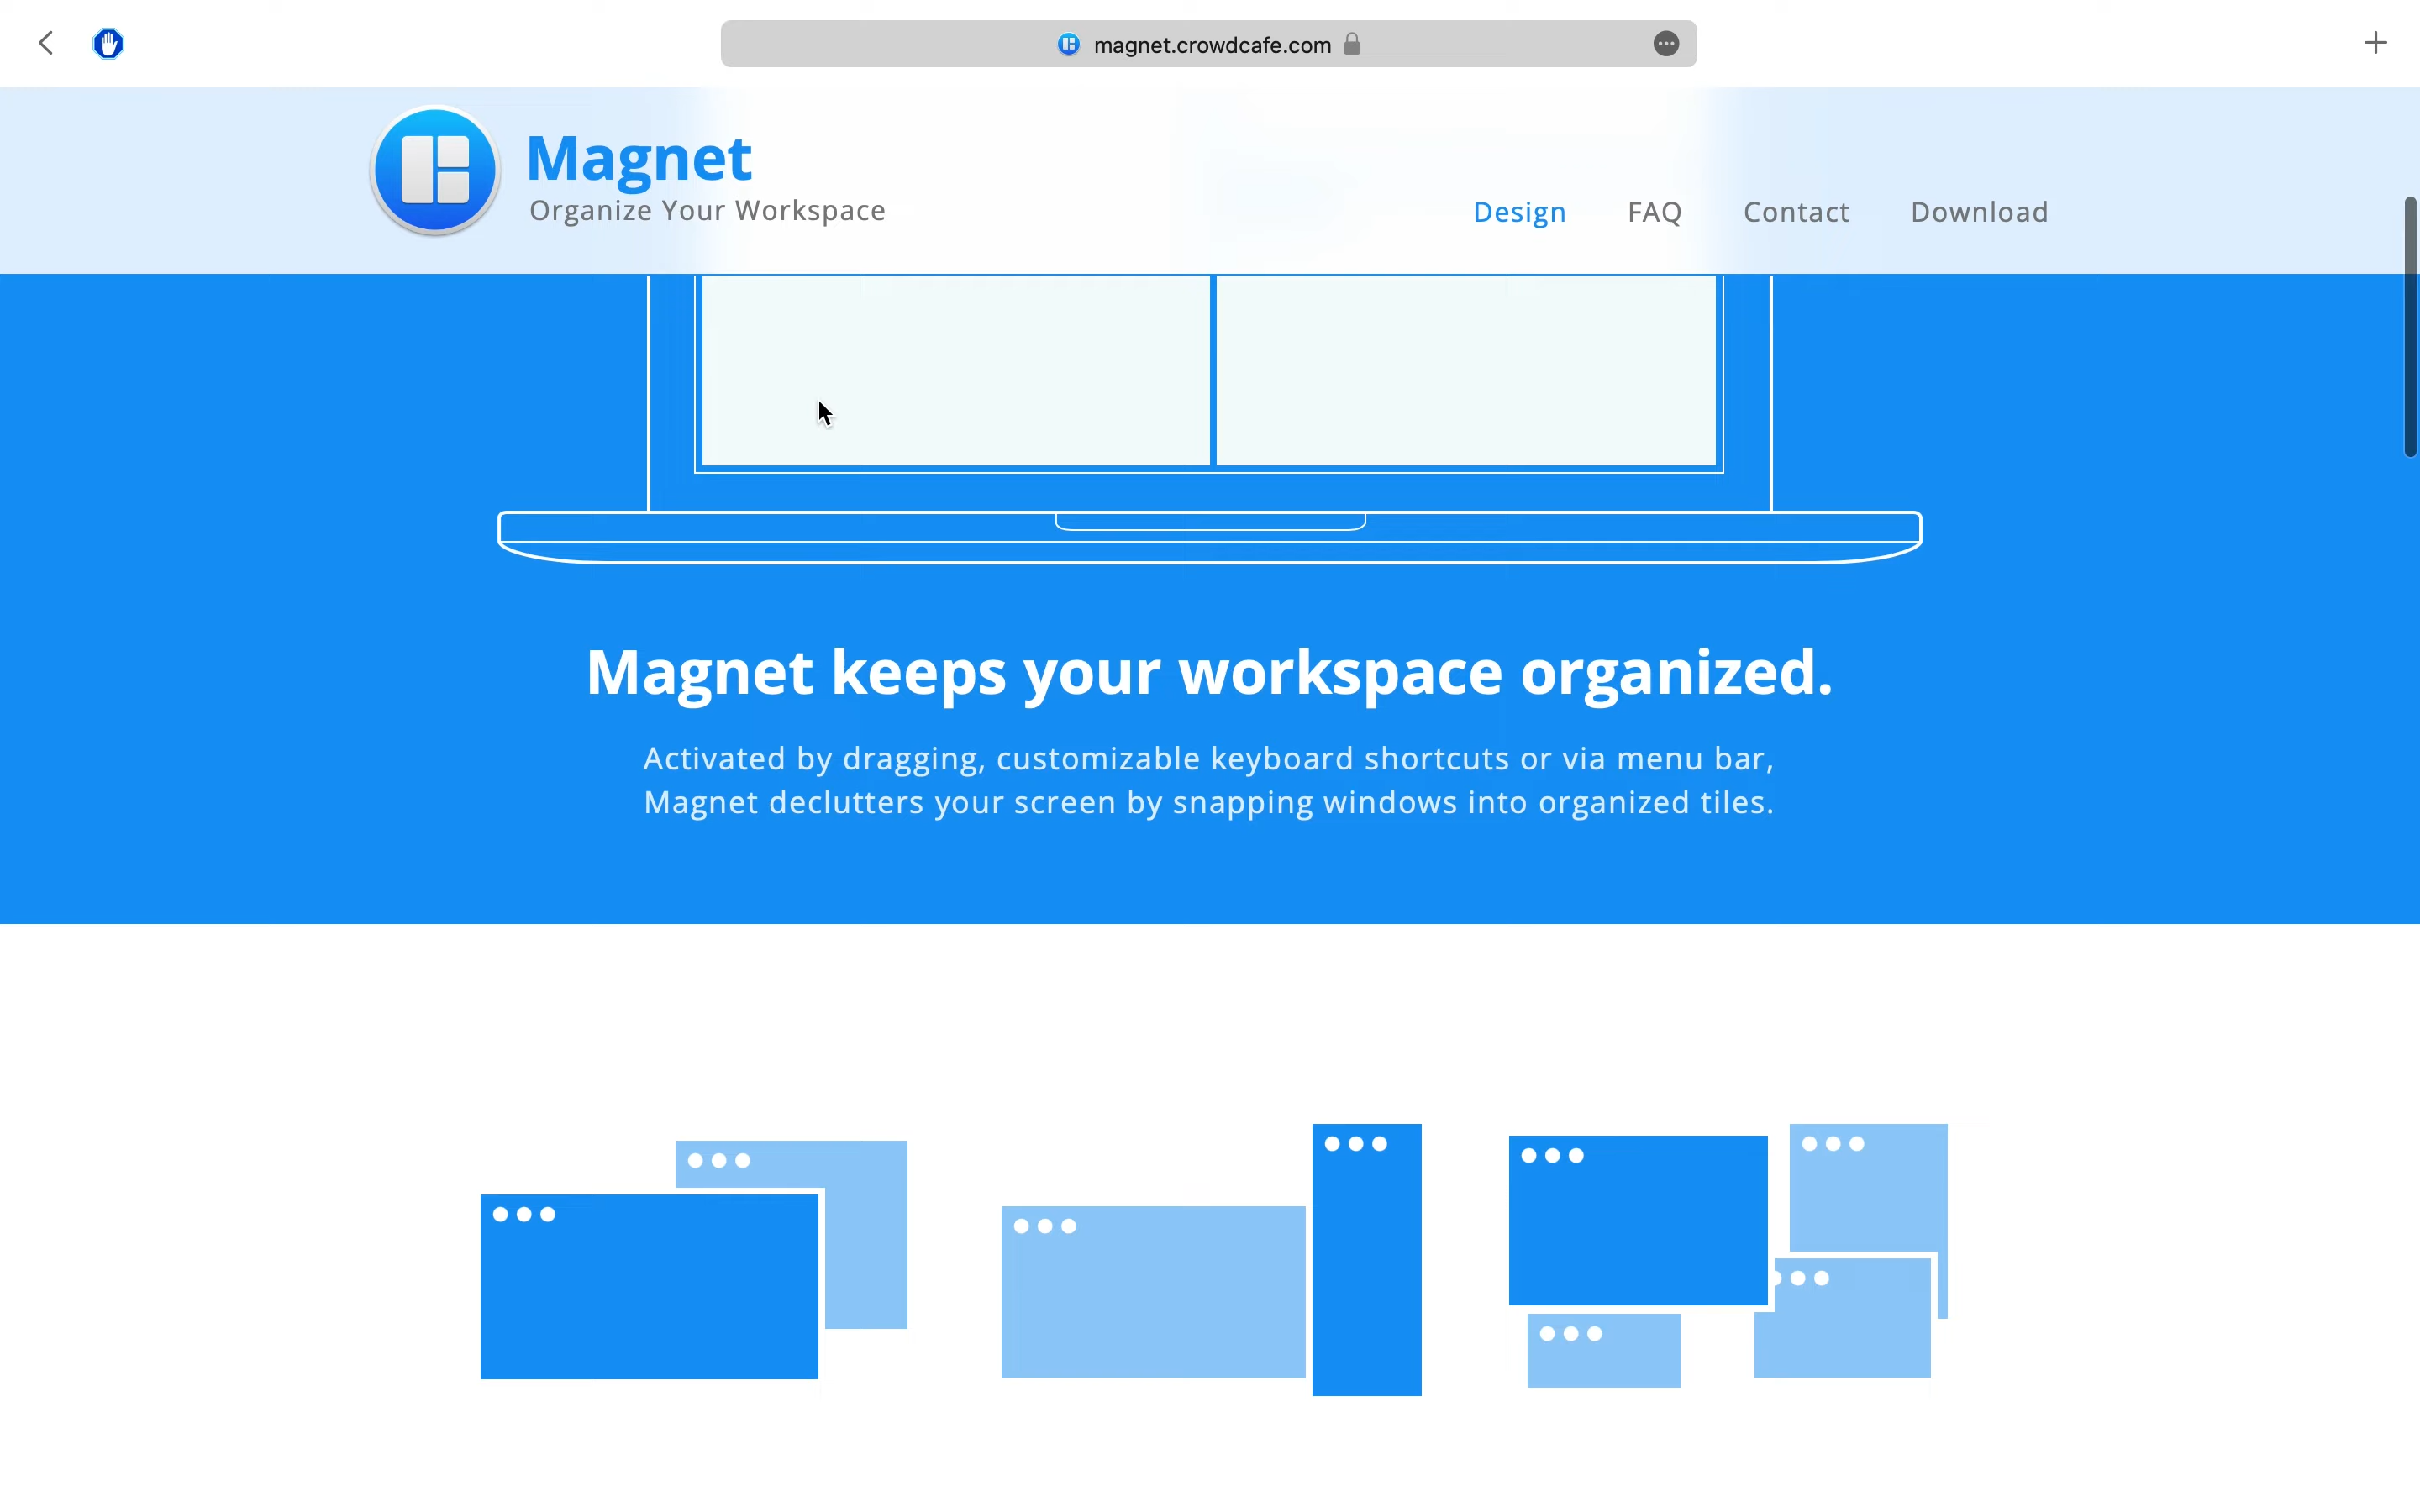 magnet.crowdcafe.com
Magnet
Organize Your Workspace
Design FAQ Contact Download
Magnet keeps your workspace organized.
Activated by dragging, customizable keyboard shortcuts or via menu bar,
Magnet declutters your screen by snapping windows into organized tiles.